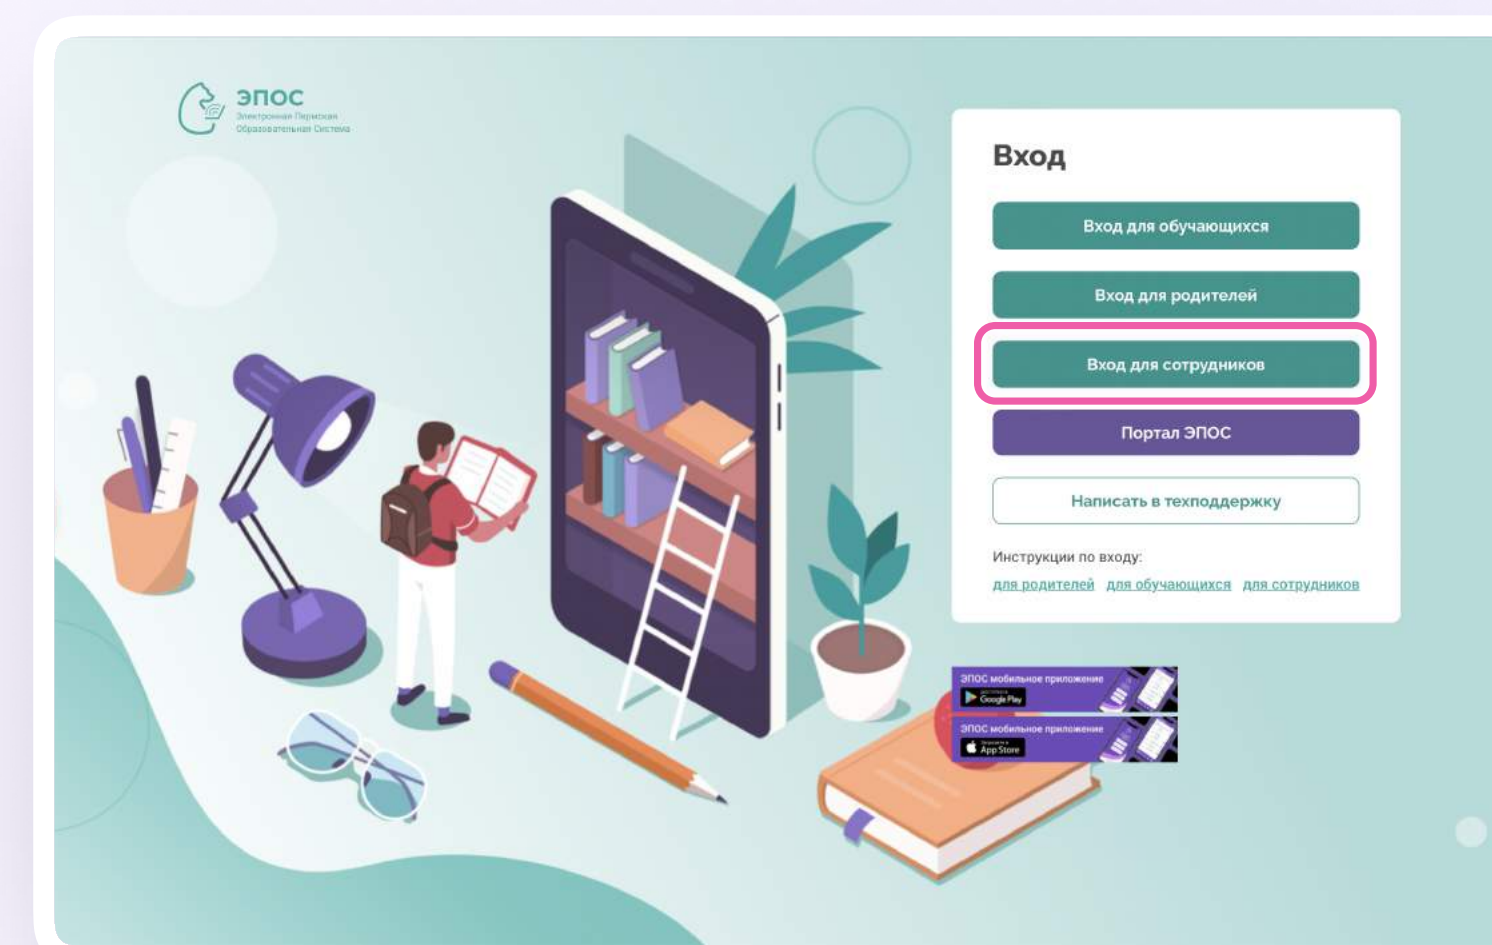 ЭПОС
Электронная Пермская
Образовательная Система
Вход
Вход для обучающихся
Вход для родителей
Вход для сотрудников
Портал ЭПОС
Написать в техподдержку
Инструкции по входу:
для родителей для обучающихся для сотрудников
ЭПОС мобильное приложение
Google Play
ЭПОС мобильное приложение
App Store